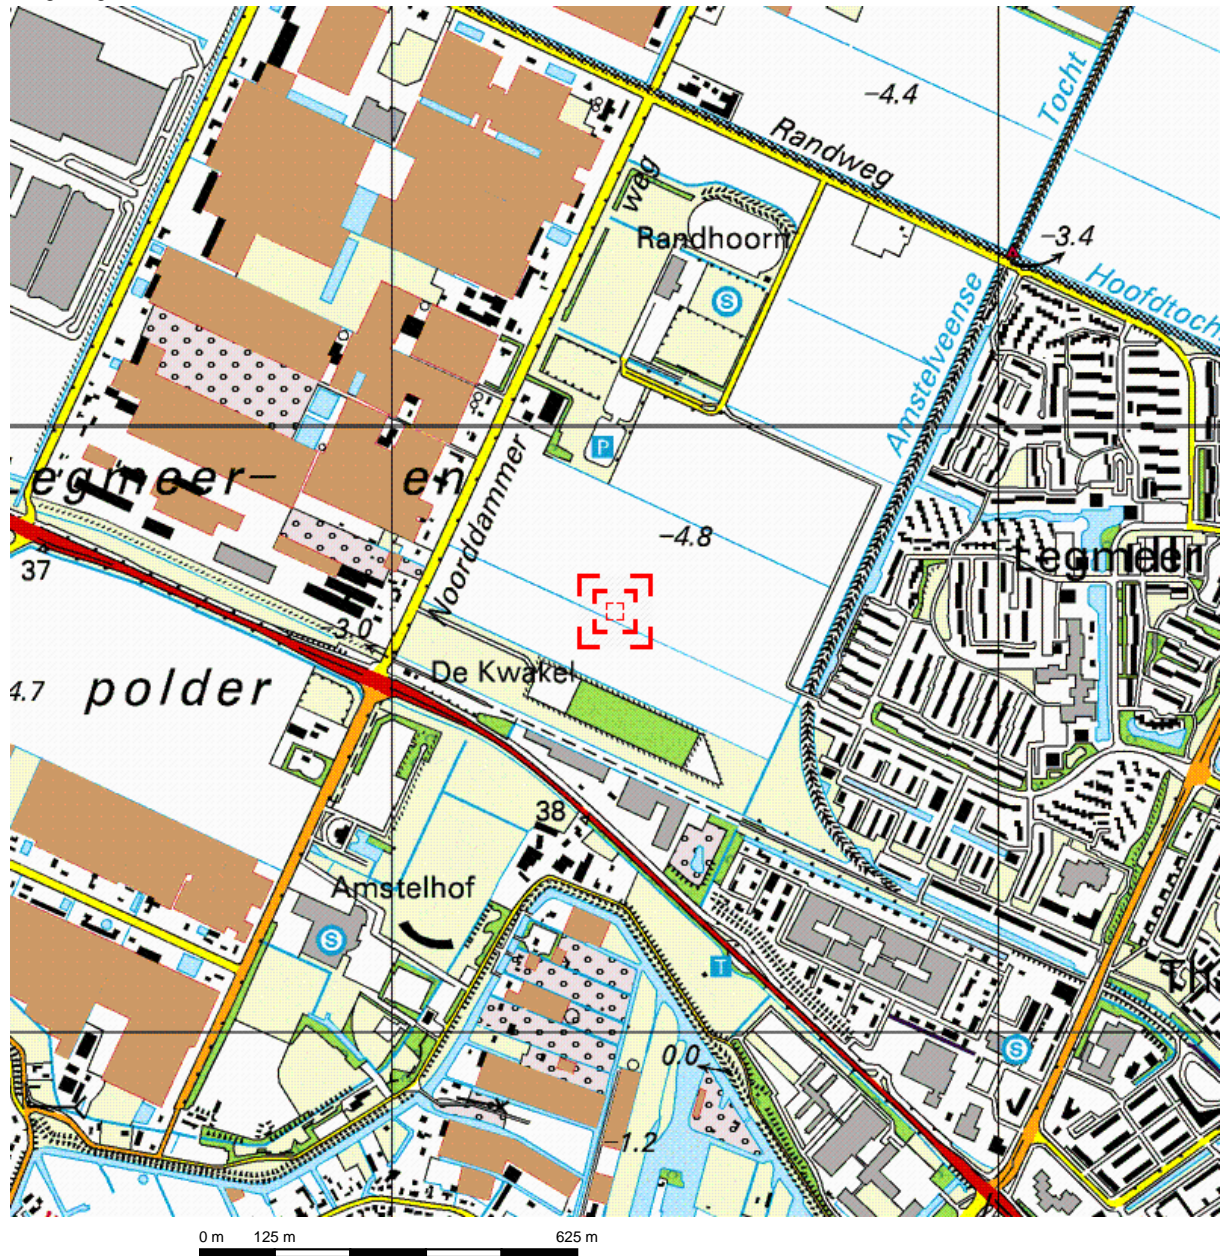 Tocht
-4.4
Randweg
weg
Randhoorn
-3.4
Hoofdtocht
S
Amstelveense
P
egmeer- en
Noorddammer
-4.8
Legmeer
37
-3.0
De Kwakel
4.7
polder
38
Amstelhof
S
T
Th
S
0.0
-1.2
0 m 125 m 625 m